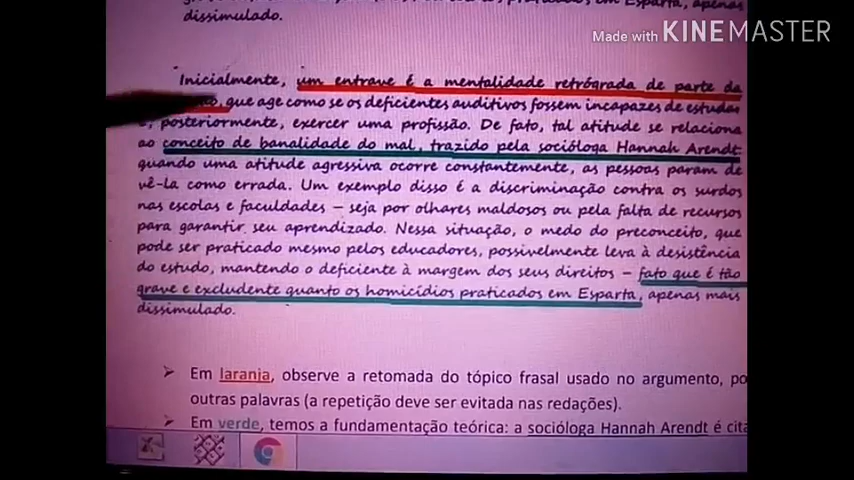 dissimulado.
Made with KINEMASTER
Inicialmente, um entrave é a mentalidade retrógrada de parte da
que age como se os deficientes auditivos fossem incapazes de estudar
e, posteriormente, exercer uma profissão. De fato, tal atitude se relaciona
ao conceito de banalidade do mal, trazido pela socióloga Hannah Arendt:
quando uma atitude agressiva ocorre constantemente, as pessoas param de
vê-la como errada. Um exemplo disso é a discriminação contra os surdos
nas escolas e faculdades – seja por olhares maldosos ou pela falta de recursos
para garantir seu aprendizado. Nessa situação, o medo do preconceito, que
pode ser praticado mesmo pelos educadores, possivelmente leva à desistência
do estudo, mantendo o deficiente à margem dos seus direitos – fato que é tão
grave e excludente quanto os homicídios praticados em Esparta, apenas mais
dissimulado.
➢ Em laranja, observe a retomada do tópico frasal usado no argumento, po
outras palavras (a repetição deve ser evitada nas redações).
➢ Em verde, temos a fundamentação teórica: a socióloga Hannah Arendt é cita